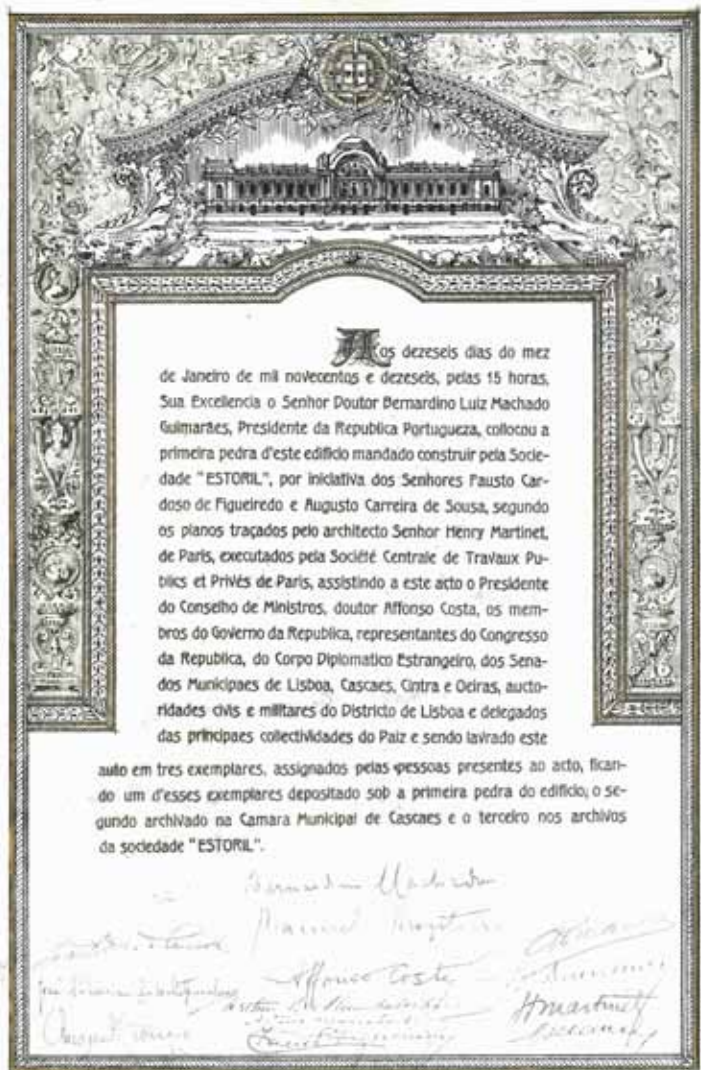 Aos dezeseis dias do mez
de Janeiro de mil novecentos e dezeseis, pelas 15 horas,
Sua Excellencia o Senhor Doutor Bernardino Luiz Machado
Guimarães, Presidente da Republica Portugueza, collocou a
primeira pedra d'este edificio mandado construir pela Socie-
dade "ESTORIL", por iniciativa dos Senhores Fausto Car-
doso de Figueiredo e Augusto Carreira de Sousa, segundo
os planos traçados pelo architecto Senhor Henry Martinet,
de Paris, executados pela Société Centrale de Travaux Pu-
blics et Privés de Paris, assistindo a este acto o Presidente
do Conselho de Ministros, doutor Affonso Costa, os mem-
bros do Governo da Republica, representantes do Congresso
da Republica, do Corpo Diplomatico Estrangeiro, dos Sena-
dos Municipaes de Lisboa, Cascaes, Cintra e Oeiras, aucto-
ridades civis e militares do Districto de Lisboa e delegados
das principaes collectividades do Paiz e sendo lavrado este
auto em tres exemplares, assignados pelas pessoas presentes ao acto, fican-
do um d'esses exemplares depositado sob a primeira pedra do edificio, o se-
gundo archivado na Camara Municipal de Cascaes e o terceiro nos archivos
da sociedade "ESTORIL".
Bernardino Machado
Manuel Monteiro
Affonso Costa
HMartinet